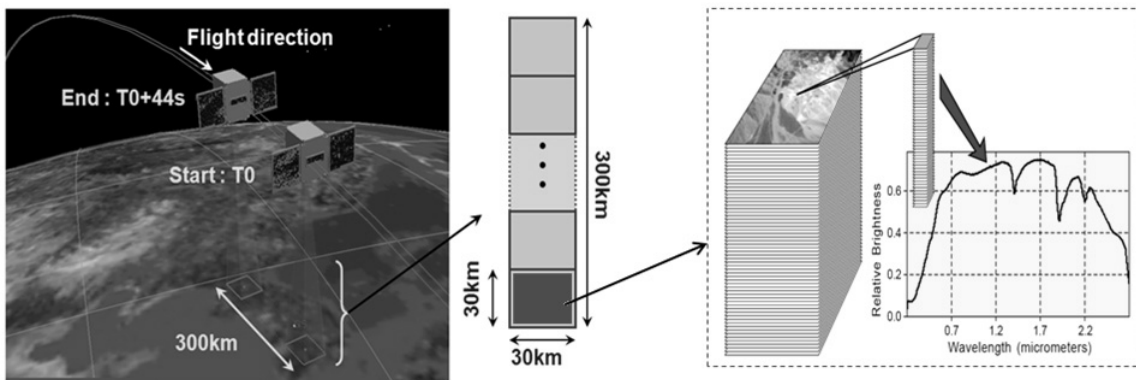 Flight direction
End : T0+44s
Start : T0
300km
300km
30km
30km
Relative Brightness
0.6
0.4
0.2
0.0
0.7 1.2 1.7 2.2
Wavelength (micrometers)